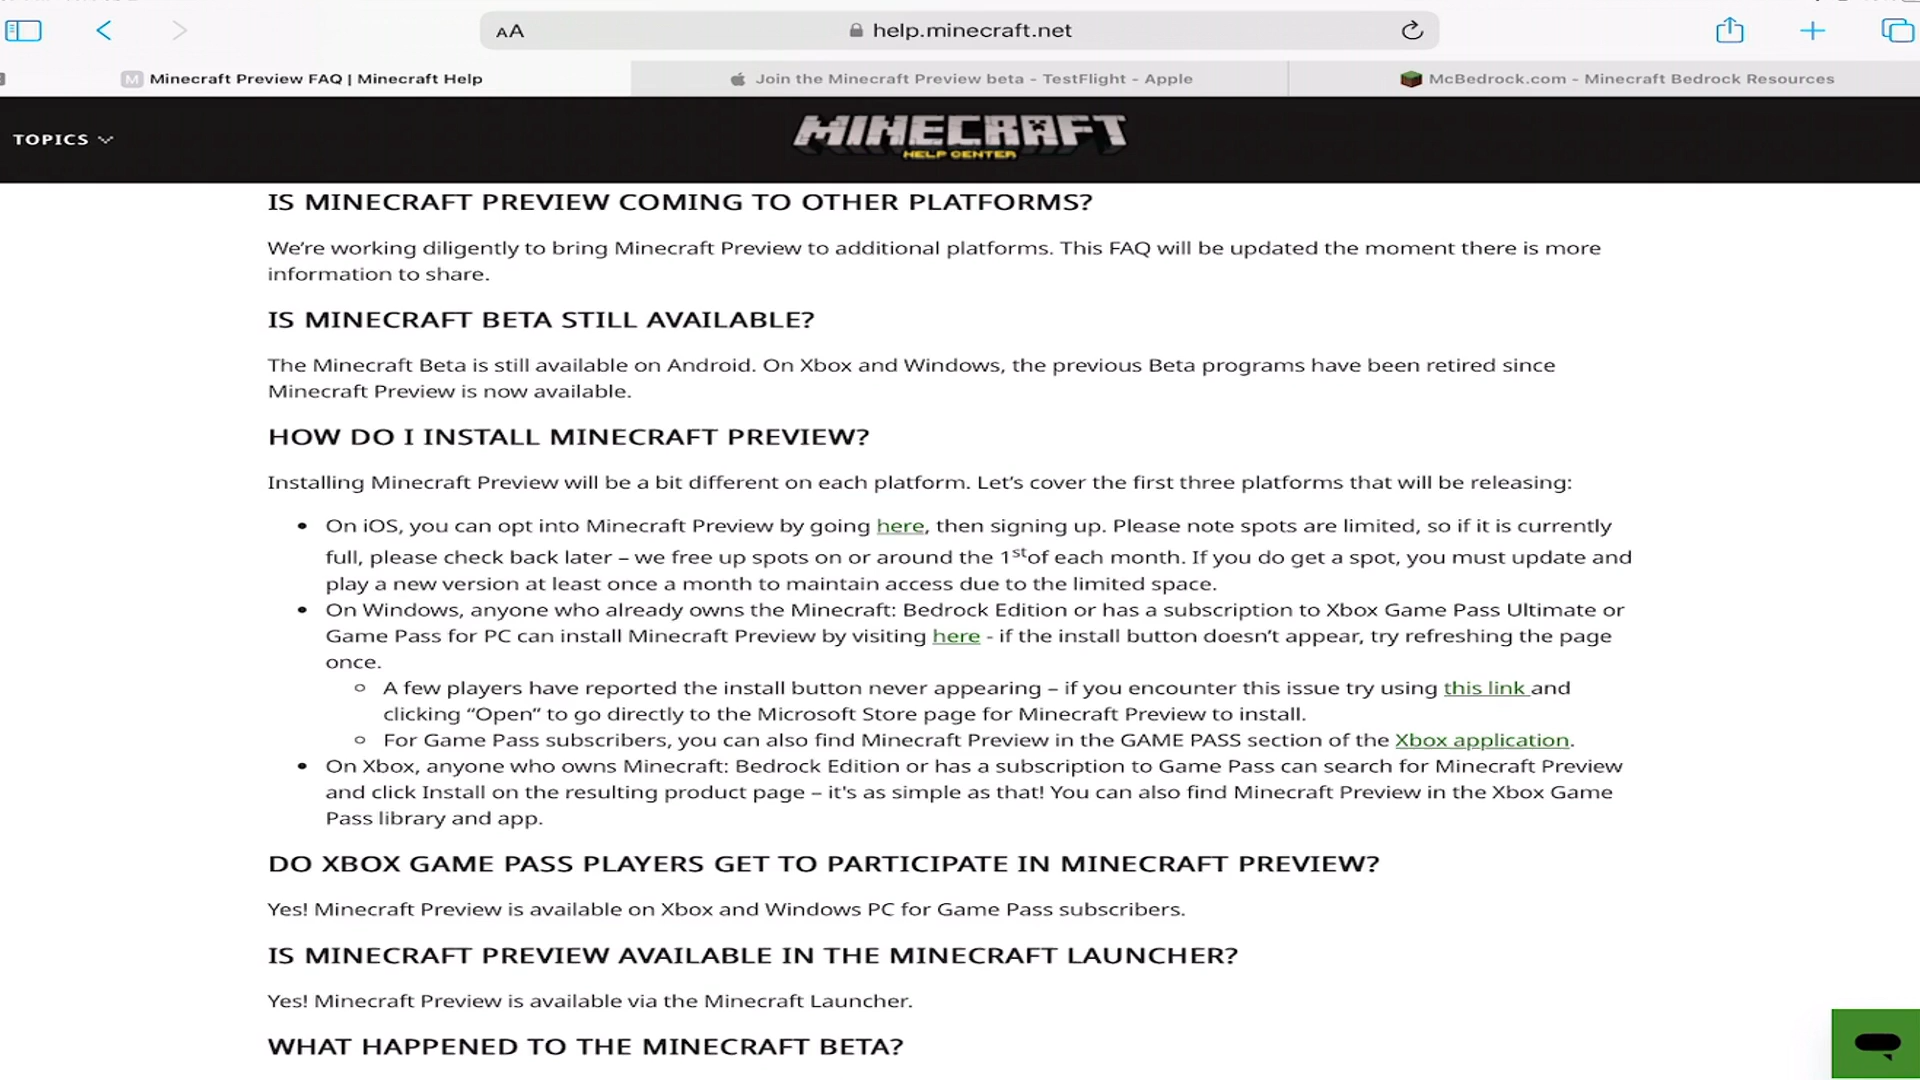 AA
help.minecraft.net
M Minecraft Preview FAQ | Minecraft Help
Join the Minecraft Preview beta - TestFlight - Apple
McBedrock.com - Minecraft Bedrock Resources
TOPICS
MINECRAFT
HELP CENTER
IS MINECRAFT PREVIEW COMING TO OTHER PLATFORMS?
We’re working diligently to bring Minecraft Preview to additional platforms. This FAQ will be updated the moment there is more
information to share.
IS MINECRAFT BETA STILL AVAILABLE?
The Minecraft Beta is still available on Android. On Xbox and Windows, the previous Beta programs have been retired since
Minecraft Preview is now available.
HOW DO I INSTALL MINECRAFT PREVIEW?
Installing Minecraft Preview will be a bit different on each platform. Let’s cover the first three platforms that will be releasing:
• On iOS, you can opt into Minecraft Preview by going here, then signing up. Please note spots are limited, so if it is currently
full, please check back later – we free up spots on or around the 1st of each month. If you do get a spot, you must update and
play a new version at least once a month to maintain access due to the limited space.
• On Windows, anyone who already owns the Minecraft: Bedrock Edition or has a subscription to Xbox Game Pass Ultimate or
Game Pass for PC can install Minecraft Preview by visiting here - if the install button doesn’t appear, try refreshing the page
once.
○ A few players have reported the install button never appearing – if you encounter this issue try using this link and
clicking “Open” to go directly to the Microsoft Store page for Minecraft Preview to install.
○ For Game Pass subscribers, you can also find Minecraft Preview in the GAME PASS section of the Xbox application.
• On Xbox, anyone who owns Minecraft: Bedrock Edition or has a subscription to Game Pass can search for Minecraft Preview
and click Install on the resulting product page – it's as simple as that! You can also find Minecraft Preview in the Xbox Game
Pass library and app.
DO XBOX GAME PASS PLAYERS GET TO PARTICIPATE IN MINECRAFT PREVIEW?
Yes! Minecraft Preview is available on Xbox and Windows PC for Game Pass subscribers.
IS MINECRAFT PREVIEW AVAILABLE IN THE MINECRAFT LAUNCHER?
Yes! Minecraft Preview is available via the Minecraft Launcher.
WHAT HAPPENED TO THE MINECRAFT BETA?